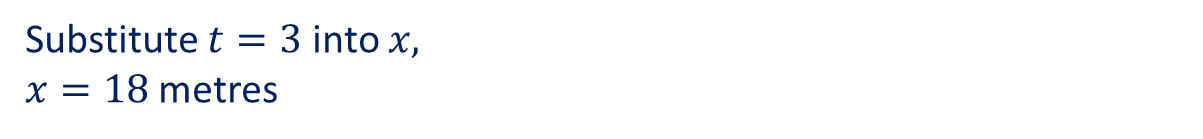 Substitute t = 3 into x,
x = 18 metres